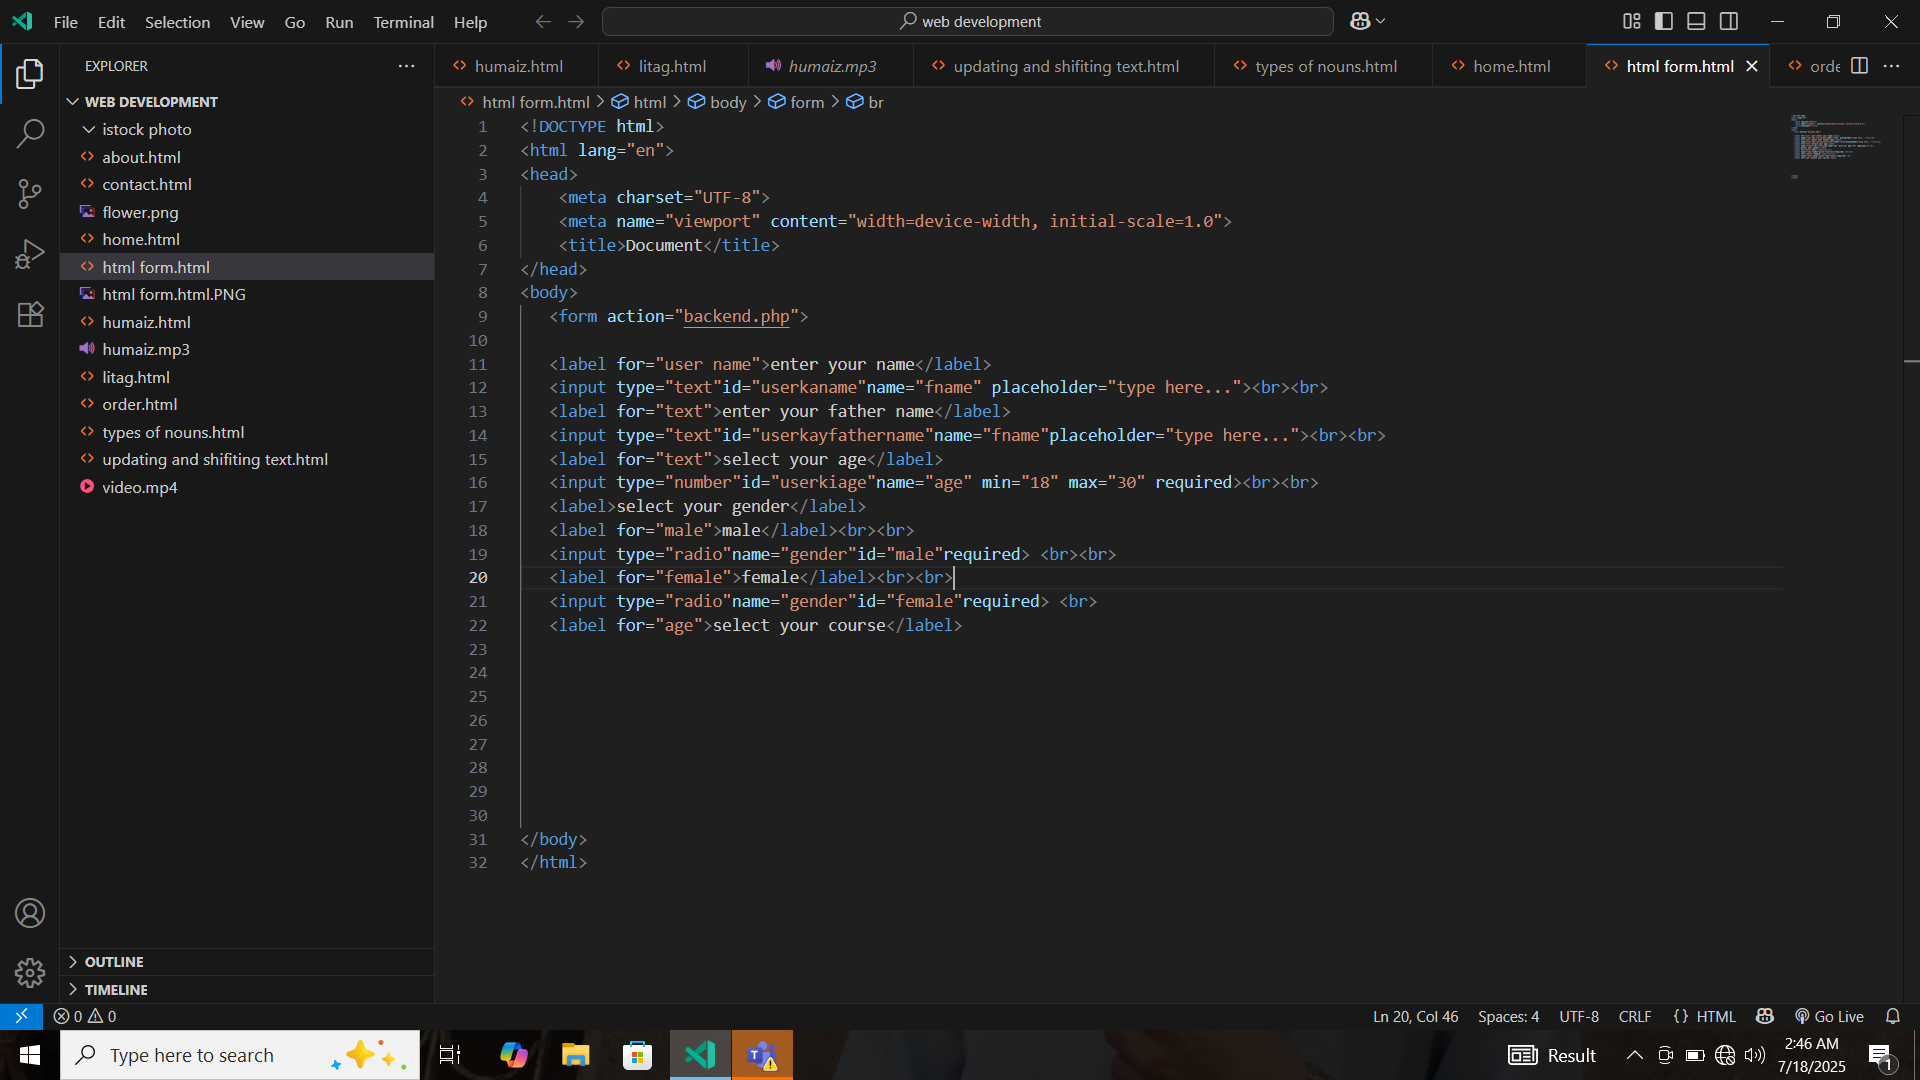 File Edit Selection View Go Run Terminal Help
web development
EXPLORER
WEB DEVELOPMENT
istock photo
about.html
contact.html
flower.png
home.html
html form.html
html form.html.PNG
humaiz.html
humaiz.mp3
litag.html
order.html
types of nouns.html
updating and shifiting text.html
video.mp4
OUTLINE
TIMELINE
humaiz.html litag.html humaiz.mp3 updating and shifiting text.html types of nouns.html home.html html form.html orde
html form.html > html > body > form > br
1 <!DOCTYPE html>
2 <html lang="en">
3 <head>
4 <meta charset="UTF-8">
5 <meta name="viewport" content="width=device-width, initial-scale=1.0">
6 <title>Document</title>
7 </head>
8 <body>
9 <form action="backend.php">
10
11 <label for="user name">enter your name</label>
12 <input type="text"id="userkaname"name="fname" placeholder="type here..."><br><br>
13 <label for="text">enter your father name</label>
14 <input type="text"id="userkayfathername"name="fname"placeholder="type here..."><br><br>
15 <label for="text">select your age</label>
16 <input type="number"id="userkiage"name="age" min="18" max="30" required><br><br>
17 <label>select your gender</label>
18 <label for="male">male</label><br><br>
19 <input type="radio"name="gender"id="male"required> <br><br>
20 <label for="female">female</label><br><br>
21 <input type="radio"name="gender"id="female"required> <br>
22 <label for="age">select your course</label>
23
24
25
26
27
28
29
30
31 </body>
32 </html>
0 0
Ln 20, Col 46 Spaces: 4 UTF-8 CRLF {} HTML Go Live
Type here to search
Result
2:46 AM
7/18/2025
1